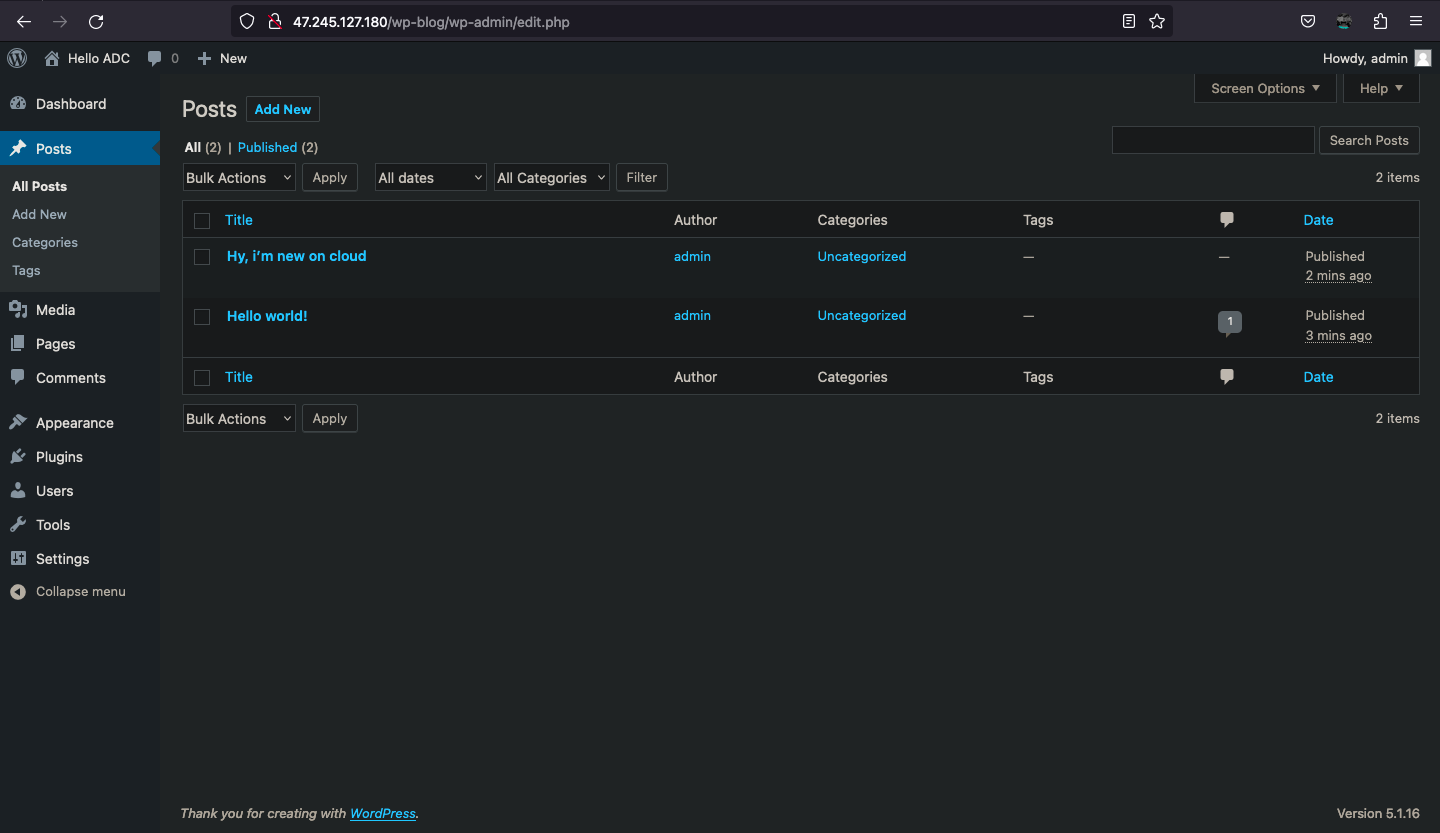 47.245.127.180/wp-blog/wp-admin/edit.php
Hello ADC 0 New Howdy, admin
Dashboard
Posts
All Posts
Add New
Categories
Tags
Media
Pages
Comments
Appearance
Plugins
Users
Tools
Settings
Collapse menu
Screen Options Help
Posts Add New
All (2) | Published (2)
Search Posts
Bulk Actions Apply All dates All Categories Filter 2 items
Title Author Categories Tags Date
Hy, i’m new on cloud admin Uncategorized — — Published
2 mins ago
Hello world! admin Uncategorized — 1 Published
3 mins ago
Title Author Categories Tags Date
Bulk Actions Apply 2 items
Thank you for creating with WordPress. Version 5.1.16